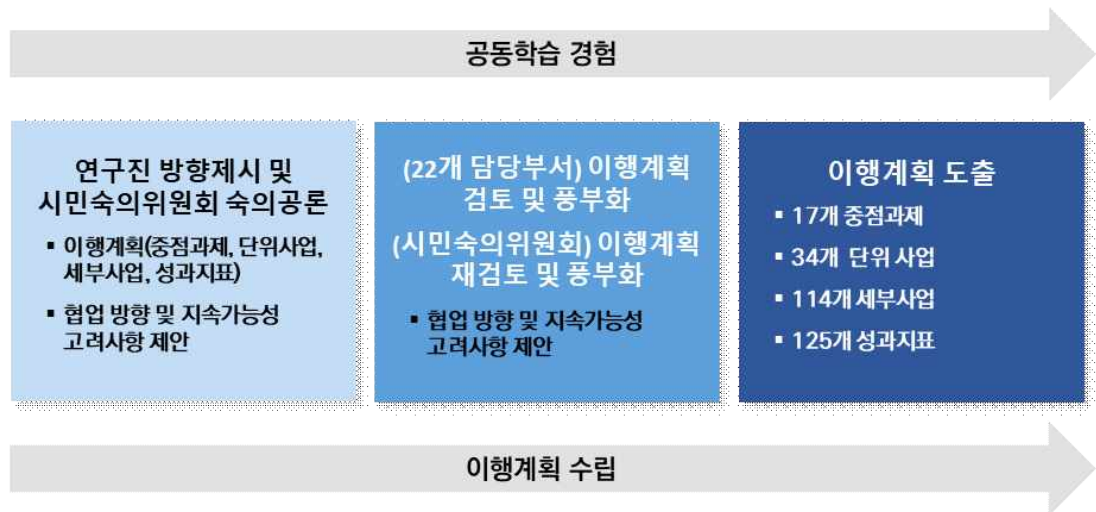 공동학습 경험
연구진 방향제시 및
시민숙의위원회 숙의공론
▪ 이행계획(중점과제, 단위사업,
세부사업, 성과지표)
▪ 협업 방향 및 지속가능성
고려사항 제안
(22개 담당부서) 이행계획
검토 및 풍부화
(시민숙의위원회) 이행계획
재검토 및 풍부화
▪ 협업 방향 및 지속가능성
고려사항 제안
이행계획 도출
▪ 17개 중점과제
▪ 34개 단위 사업
▪ 114개 세부사업
▪ 125개 성과지표
이행계획 수립